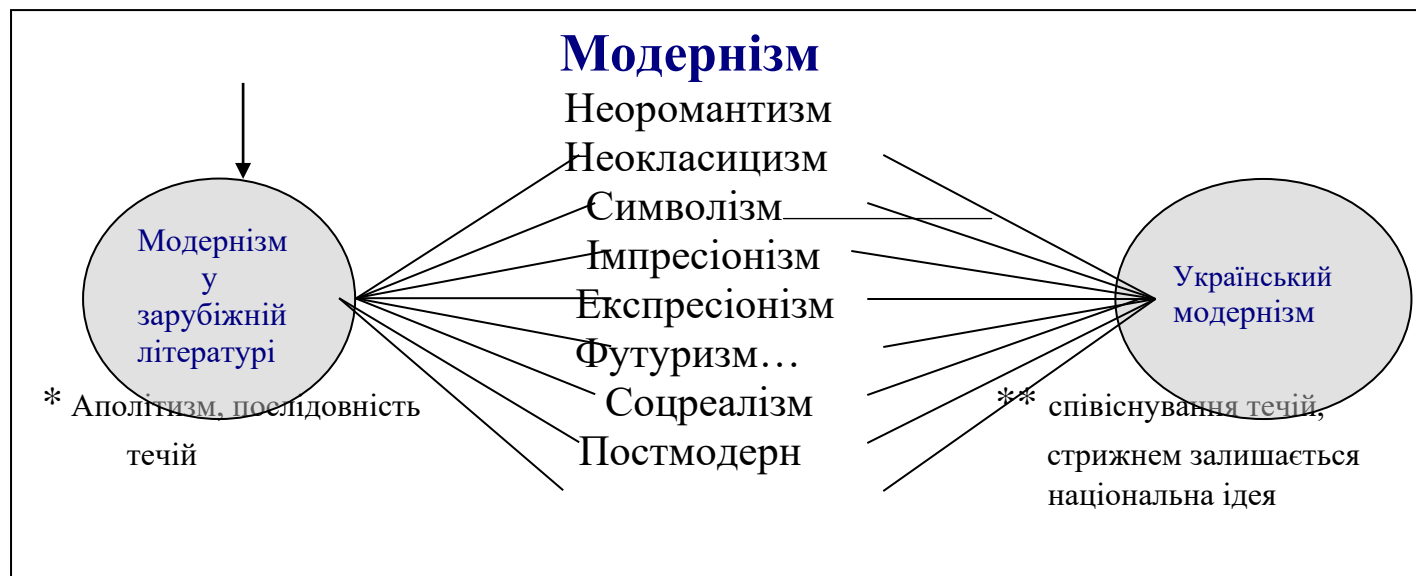 Модернізм
Неоромантизм
Неокласицизм
Символізм
Імпресіонізм
Експресіонізм
Футуризм…
Соцреалізм
Постмодерн
Модернізм
у
зарубіжній
літературі
* Аполітизм, послідовність
течій
Український
модернізм
** співіснування течій,
стрижнем залишається
національна ідея